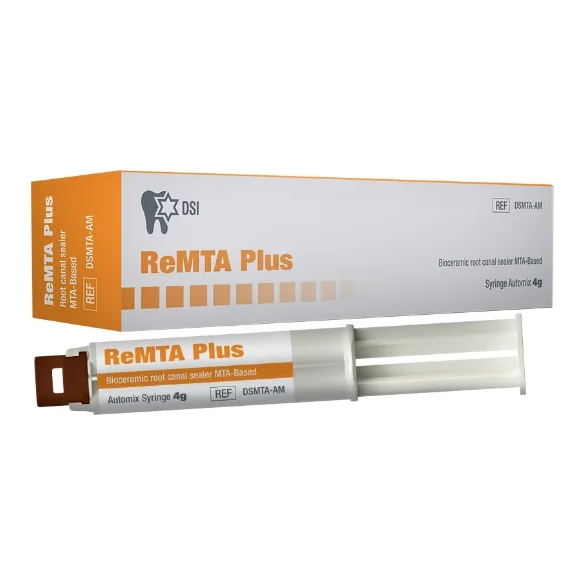 ReMTA Plus
Root canal sealer
MTA-Based
REF DSMTA-AM
DSI
REF DSMTA-AM
ReMTA Plus
Bioceramic root canal sealer MTA-Based
Syringe Automix 4g
ReMTA Plus
Bioceramic root canal sealer MTA-Based
Automix Syringe 4g REF DSMTA-AM